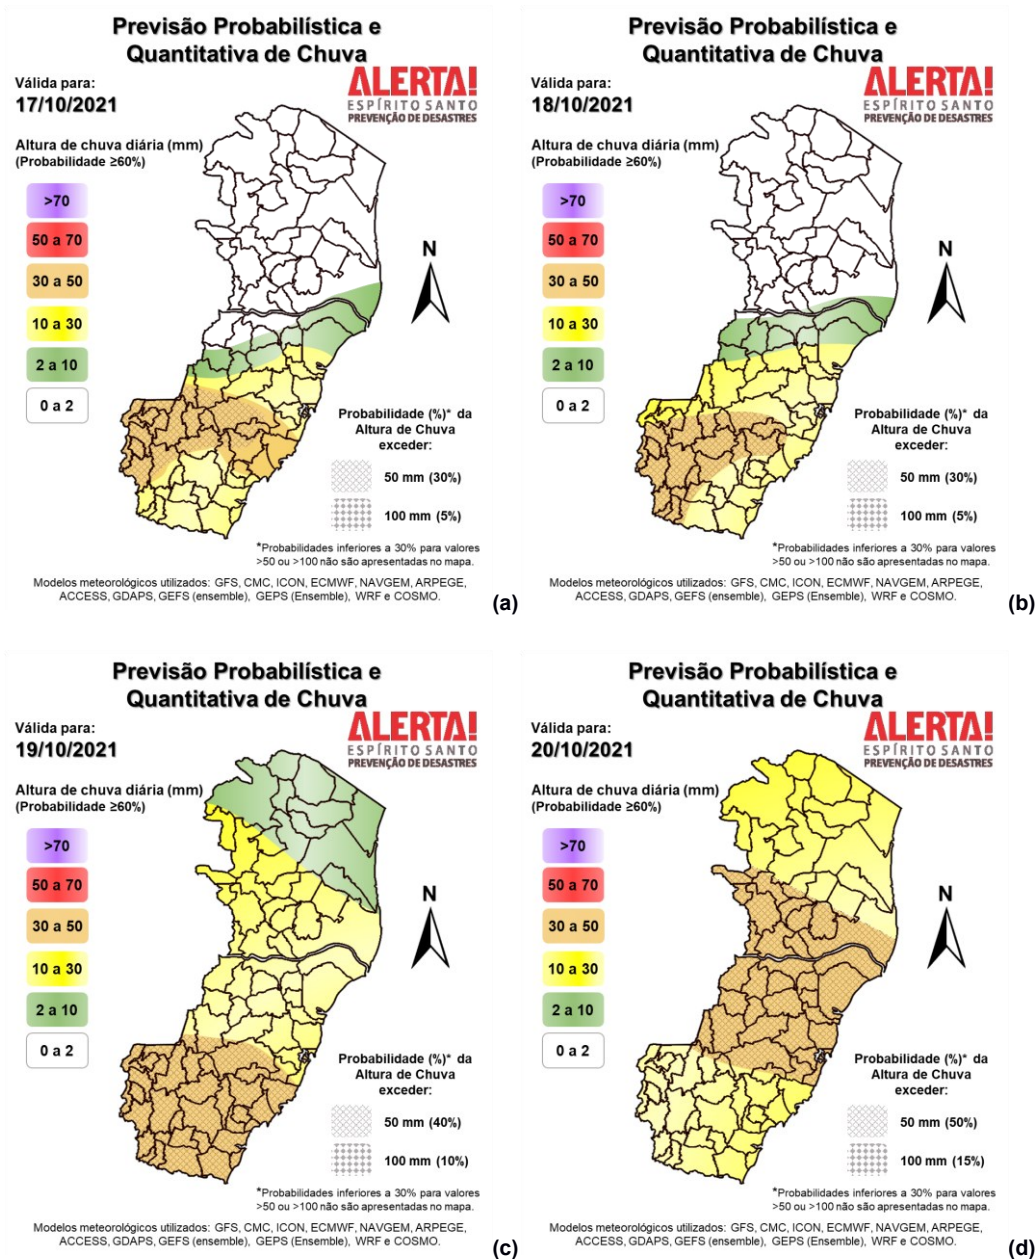 Previsão Probabilística e
Quantitativa de Chuva
Válida para:
17/10/2021
ALERTA!
ESPÍRITO SANTO
PREVENÇÃO DE DESASTRES
Altura de chuva diária (mm)
(Probabilidade ≥60%)
>70
50 a 70
30 a 50
10 a 30
2 a 10
0 a 2
N
Probabilidade (%)* da
Altura de Chuva
exceder:
50 mm (30%)
100 mm (5%)
*Probabilidades inferiores a 30% para valores
>50 ou >100 não são apresentadas no mapa.
Modelos meteorológicos utilizados: GFS, CMC, ICON, ECMWF, NAVGEM, ARPEGE,
ACCESS, GDAPS, GEFS (ensemble), GEPS (Ensemble), WRF e COSMO.
(a)
Previsão Probabilística e
Quantitativa de Chuva
Válida para:
18/10/2021
ALERTA!
ESPÍRITO SANTO
PREVENÇÃO DE DESASTRES
Altura de chuva diária (mm)
(Probabilidade ≥60%)
>70
50 a 70
30 a 50
10 a 30
2 a 10
0 a 2
N
Probabilidade (%)* da
Altura de Chuva
exceder:
50 mm (30%)
100 mm (5%)
*Probabilidades inferiores a 30% para valores
>50 ou >100 não são apresentadas no mapa.
Modelos meteorológicos utilizados: GFS, CMC, ICON, ECMWF, NAVGEM, ARPEGE,
ACCESS, GDAPS, GEFS (ensemble), GEPS (Ensemble), WRF e COSMO.
(b)
Previsão Probabilística e
Quantitativa de Chuva
Válida para:
19/10/2021
ALERTA!
ESPÍRITO SANTO
PREVENÇÃO DE DESASTRES
Altura de chuva diária (mm)
(Probabilidade ≥60%)
>70
50 a 70
30 a 50
10 a 30
2 a 10
0 a 2
N
Probabilidade (%)* da
Altura de Chuva
exceder:
50 mm (40%)
100 mm (10%)
*Probabilidades inferiores a 30% para valores
>50 ou >100 não são apresentadas no mapa.
Modelos meteorológicos utilizados: GFS, CMC, ICON, ECMWF, NAVGEM, ARPEGE,
ACCESS, GDAPS, GEFS (ensemble), GEPS (Ensemble), WRF e COSMO.
(c)
Previsão Probabilística e
Quantitativa de Chuva
Válida para:
20/10/2021
ALERTA!
ESPÍRITO SANTO
PREVENÇÃO DE DESASTRES
Altura de chuva diária (mm)
(Probabilidade ≥60%)
>70
50 a 70
30 a 50
10 a 30
2 a 10
0 a 2
N
Probabilidade (%)* da
Altura de Chuva
exceder:
50 mm (50%)
100 mm (15%)
*Probabilidades inferiores a 30% para valores
>50 ou >100 não são apresentadas no mapa.
Modelos meteorológicos utilizados: GFS, CMC, ICON, ECMWF, NAVGEM, ARPEGE,
ACCESS, GDAPS, GEFS (ensemble), GEPS (Ensemble), WRF e COSMO.
(d)